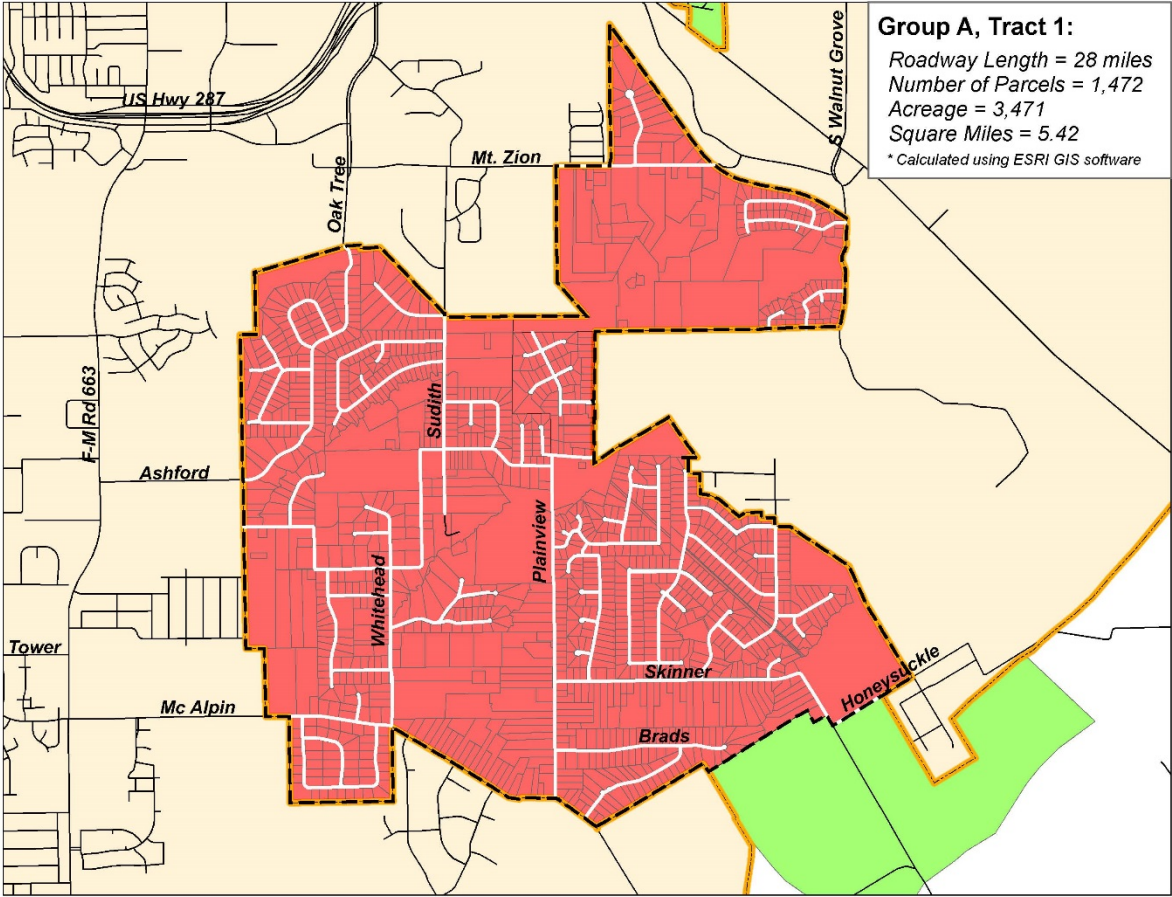 Group A, Tract 1:
Roadway Length = 28 miles
Number of Parcels = 1,472
Acreage = 3,471
Square Miles = 5.42
* Calculated using ESRI GIS software
S Walnut Grove
US Hwy 287
Mt. Zion
Oak Tree
F-M Rd 663
Sudith
Ashford
Plainview
Whitehead
Tower
Skinner
Honeysuckle
Mc Alpin
Brads